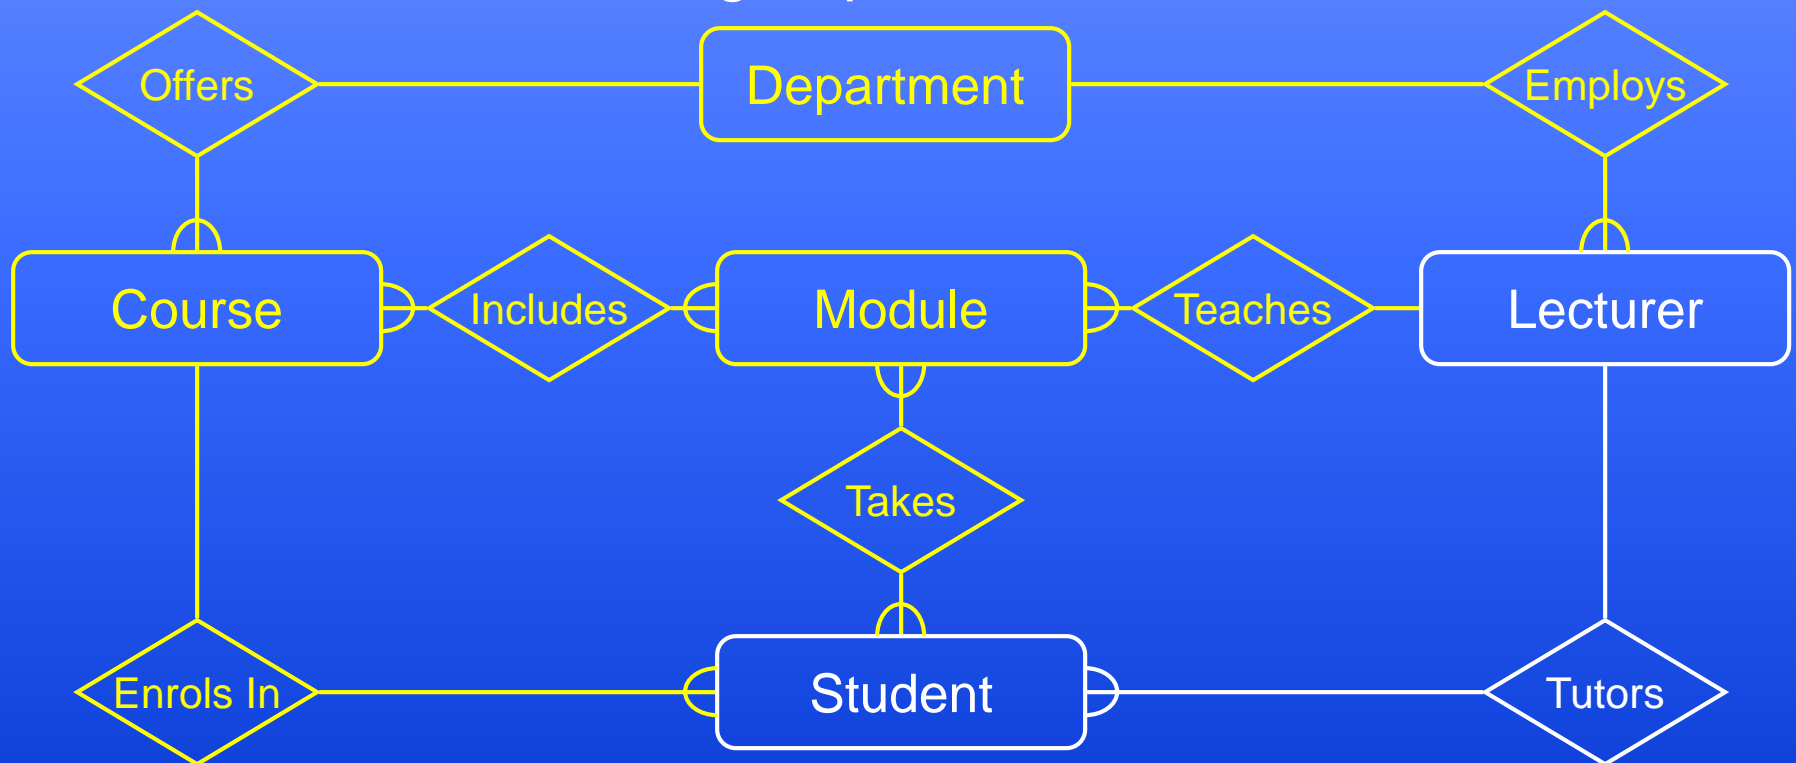 Offers
Department
Employs
Course
Includes
Module
Teaches
Lecturer
Takes
Enrols In
Student
Tutors